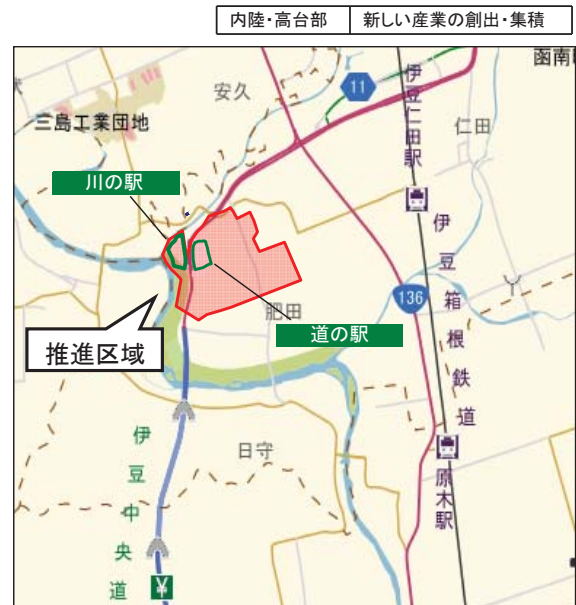 内陸・高台部 新しい産業の創出・集積
函南
安久
11
伊豆仁田駅
仁田
三島工業団地
川の駅
伊豆箱根鉄道
136
肥田
道の駅
推進区域
日守
原木駅
伊豆中央道
¥